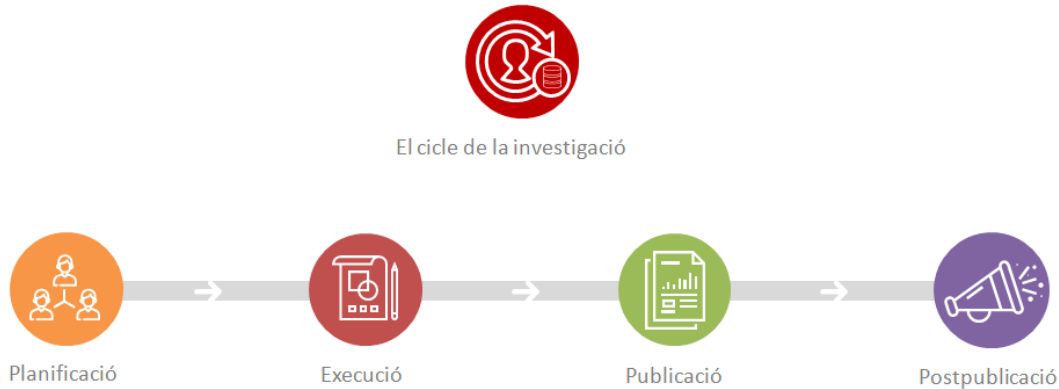 El cicle de la investigació
Planificació
Execució
Publicació
Postpublicació